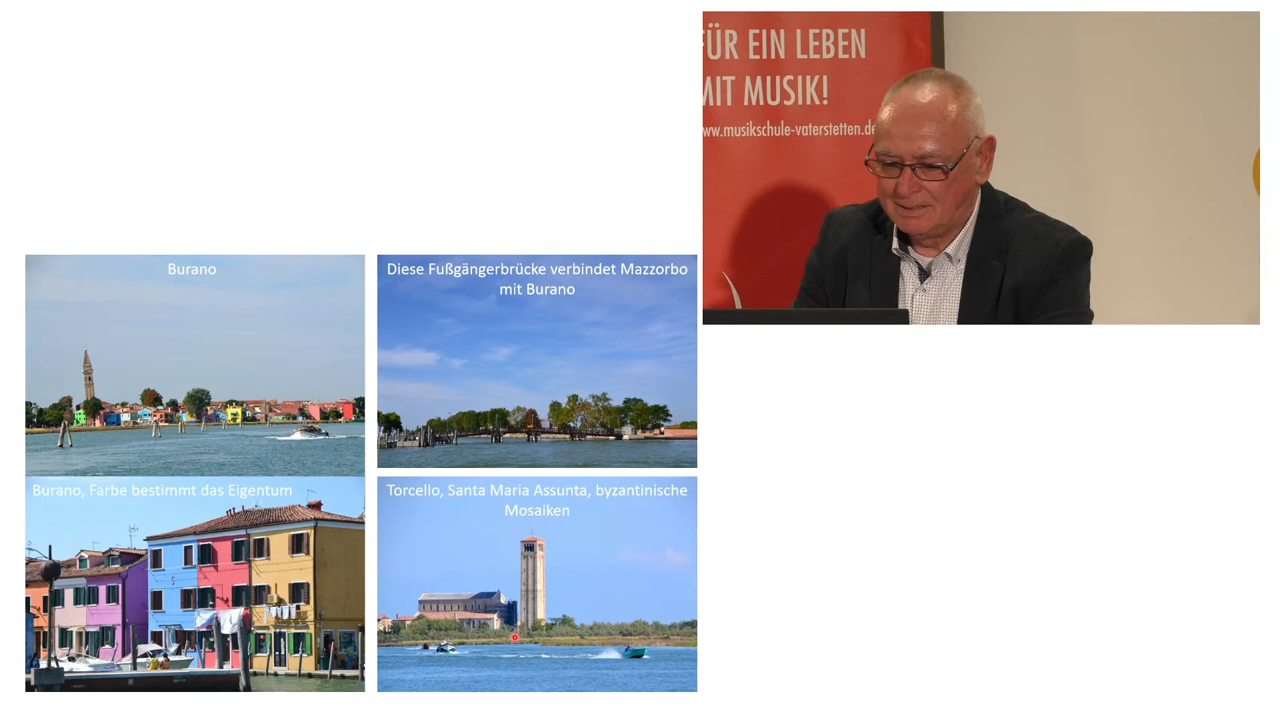 FÜR EIN LEBEN
MIT MUSIK!
www.musikschule-vaterstetten.de
Burano
Diese Fußgängerbrücke verbindet Mazzorbo
mit Burano
Burano, Farbe bestimmt das Eigentum
Torcello, Santa Maria Assunta, byzantinische
Mosaiken